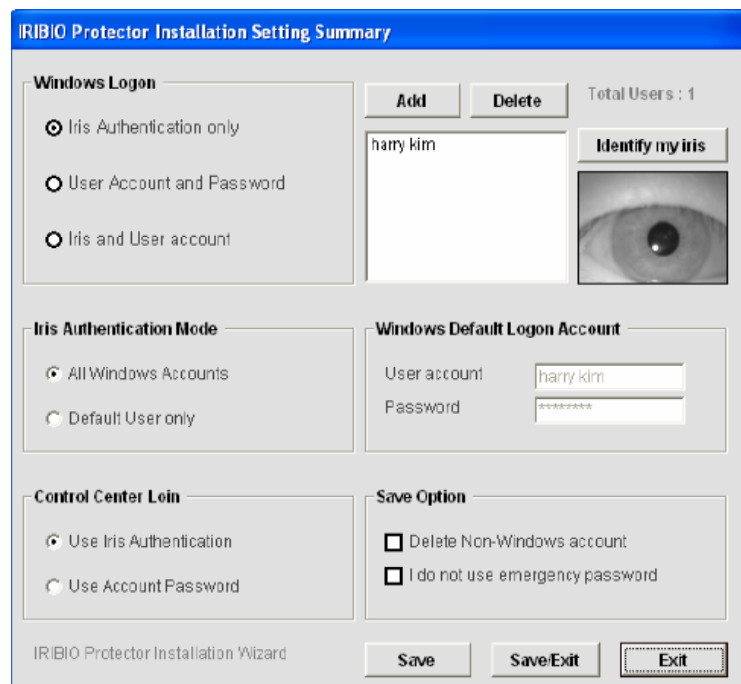 IRIBIO Protector Installation Setting Summary
Windows Logon
Iris Authentication only
User Account and Password
Iris and User account
Add
Delete
Total Users : 1
harry kim
Identify my iris
Iris Authentication Mode
All Windows Accounts
Default User only
Windows Default Logon Account
User account
harry kim
Password
********
Control Center Loin
Use Iris Authentication
Use Account Password
Save Option
Delete Non-Windows account
I do not use emergency password
IRIBIO Protector Installation Wizard
Save
Save/Exit
Exit